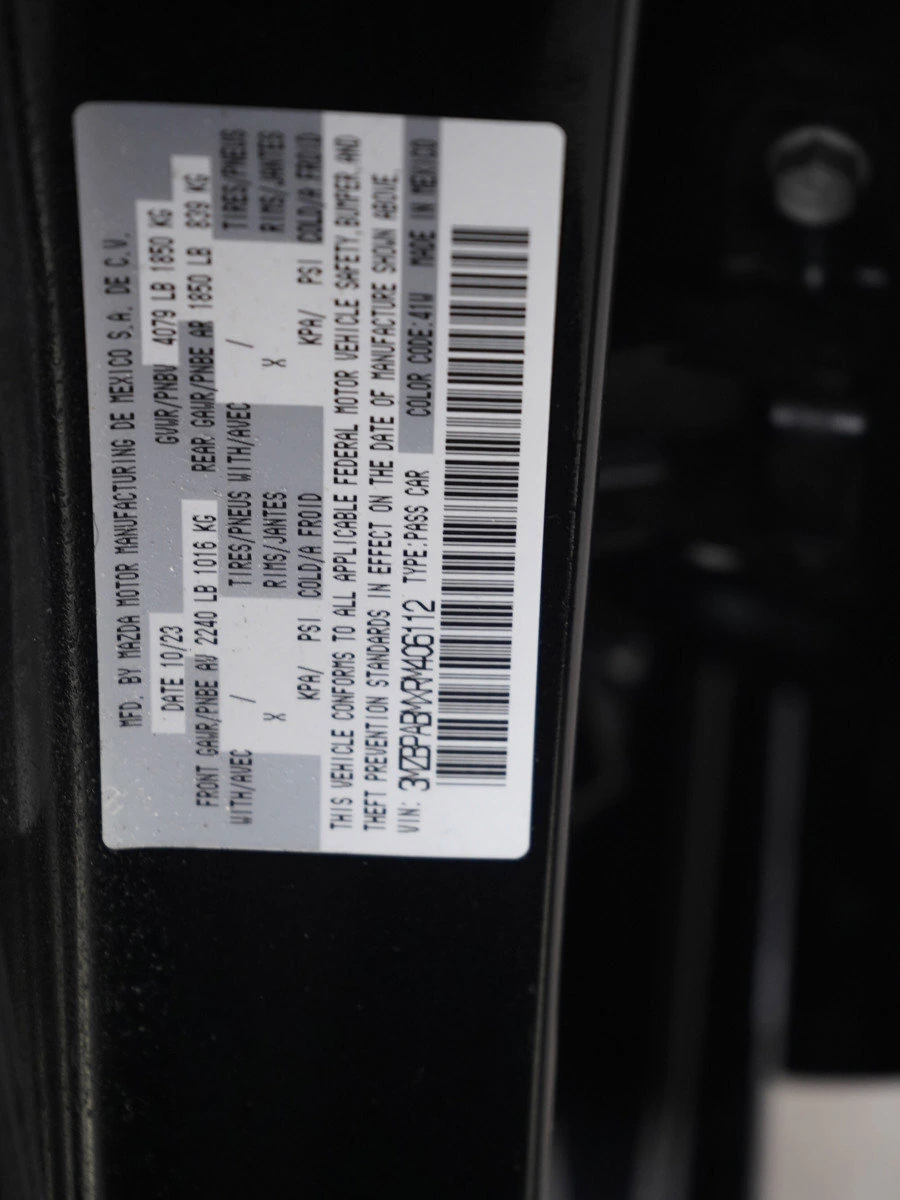 MFD. BY MAZDA MOTOR MANUFACTURING DE MEXICO S.A. DE C.V.
DATE 10/23 GVWR/PNBV 4079 LB 1850 KG
FRONT GAWR/PNBE AV 2240 LB 1016 KG REAR GAWR/PNBE AR 1850 LB 839 KG
WITH/AVEC / TIRES/PNEUS WITH/AVEC / TIRES/PNEUS
X RIMS/JANTES X RIMS/JANTES
KPA/ PSI COLD/A FROID KPA/ PSI COLD/A FROID
THIS VEHICLE CONFORMS TO ALL APPLICABLE FEDERAL MOTOR VEHICLE SAFETY,BUMPER,AND
THEFT PREVENTION STANDARDS IN EFFECT ON THE DATE OF MANUFACTURE SHOWN ABOVE.
VIN: 3MZBPABMXRM406112 TYPE:PASS CAR COLOR CODE:41W MADE IN MEXICO